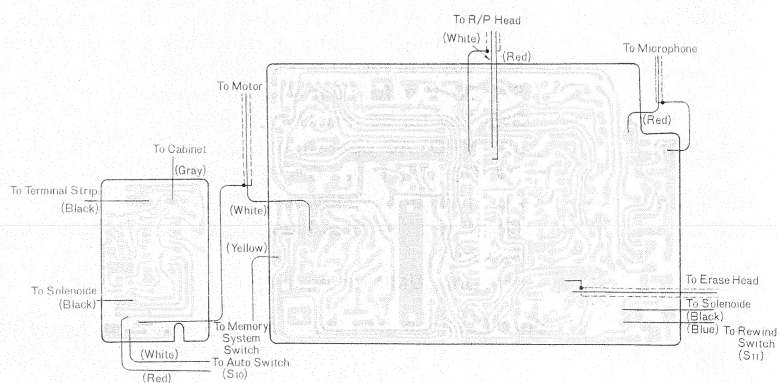 To R/P Head
(White)
(Red)
To Microphone
(Red)
To Motor
To Cabinet
(Gray)
To Terminal Strip
(Black)
(White)
(Yellow)
To Solenoide
(Black)
To Memory
System
Switch
(White)
To Auto Switch
(S10)
(Red)
To Erase Head
To Solenoide
(Black)
(Blue)
To Rewind
Switch
(S11)